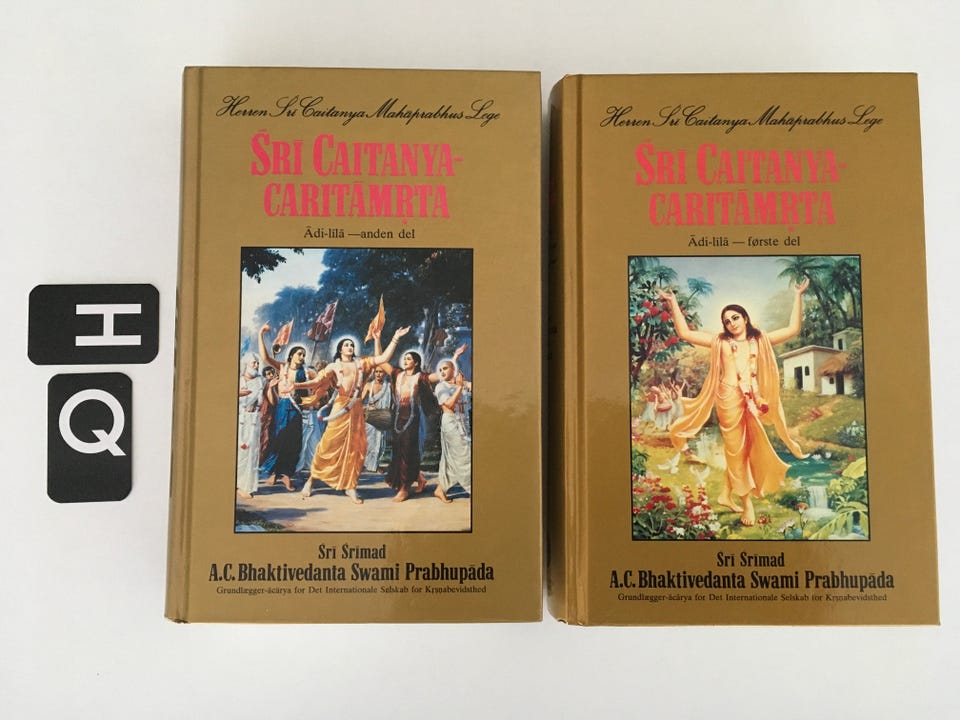 H
Q
Herren Śrī Caitanya Mahāprabhus Lege
ŚRĪ CAITANYA-
CARITĀMṚTA
Ādi-līlā —anden del
Śrī Śrīmad
A.C. Bhaktivedanta Swami Prabhupāda
Grundlægger-ācārya for Det Internationale Selskab for Kṛṣṇabevidsthed
Herren Śrī Caitanya Mahāprabhus Lege
ŚRĪ CAITANYA-
CARITĀMṚTA
Ādi-līlā — første del
Śrī Śrīmad
A.C. Bhaktivedanta Swami Prabhupāda
Grundlægger-ācārya for Det Internationale Selskab for Kṛṣṇabevidsthed